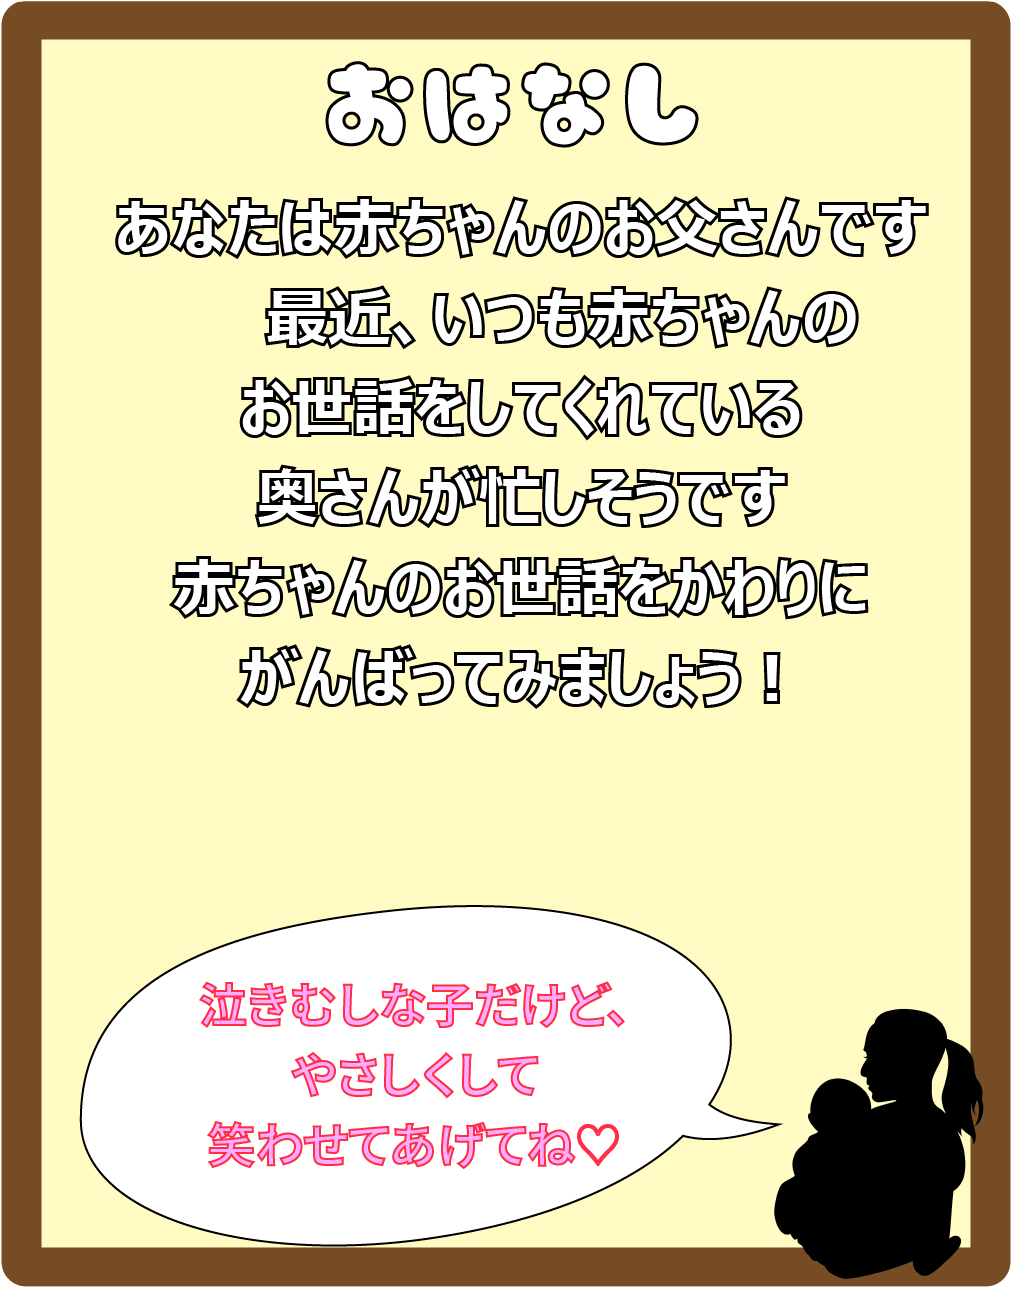 おはなし
あなたは赤ちゃんのお父さんです
最近、いつも赤ちゃんの
お世話をしてくれている
奥さんが忙しそうです
赤ちゃんのお世話をかわりに
がんばってみましょう！
泣きむしな子だけど、
やさしくして
笑わせてあげてね♡